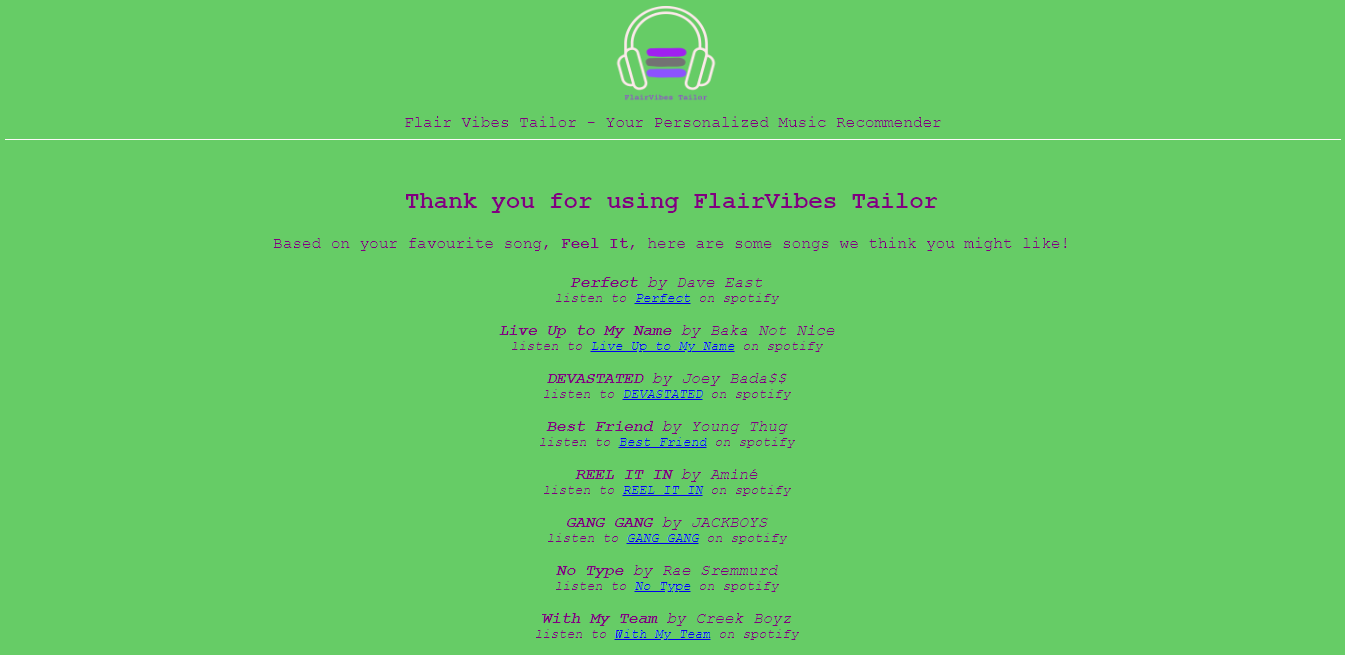 FlairVibes Tailor
Flair Vibes Tailor - Your Personalized Music Recommender
Thank you for using FlairVibes Tailor
Based on your favourite song, Feel It, here are some songs we think you might like!
Perfect by Dave East
listen to Perfect on spotify
Live Up to My Name by Baka Not Nice
listen to Live Up to My Name on spotify
DEVASTATED by Joey Bada$$
listen to DEVASTATED on spotify
Best Friend by Young Thug
listen to Best Friend on spotify
REEL IT IN by Aminé
listen to REEL IT IN on spotify
GANG GANG by JACKBOYS
listen to GANG GANG on spotify
No Type by Rae Sremmurd
listen to No Type on spotify
With My Team by Creek Boyz
listen to With My Team on spotify